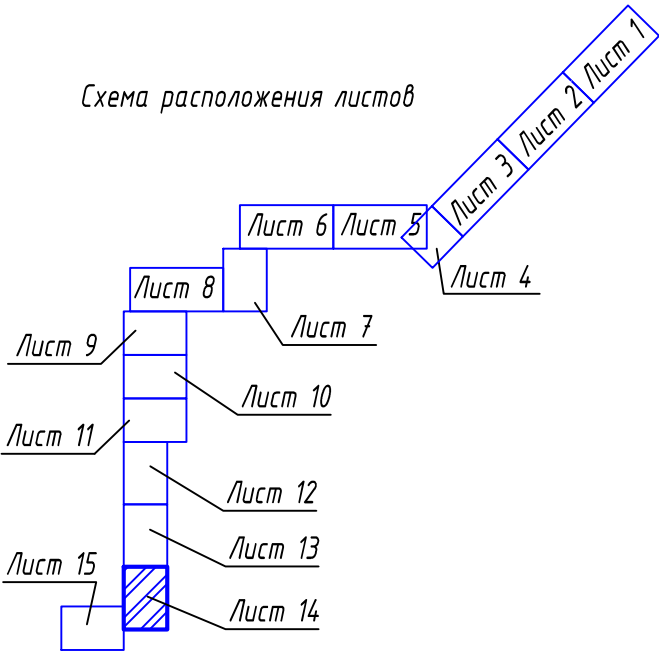 Лист 1
Схема расположения листов
Лист 2
Лист 3
Лист 6
Лист 5
Лист 4
Лист 8
Лист 7
Лист 9
Лист 10
Лист 11
Лист 12
Лист 13
Лист 15
Лист 14